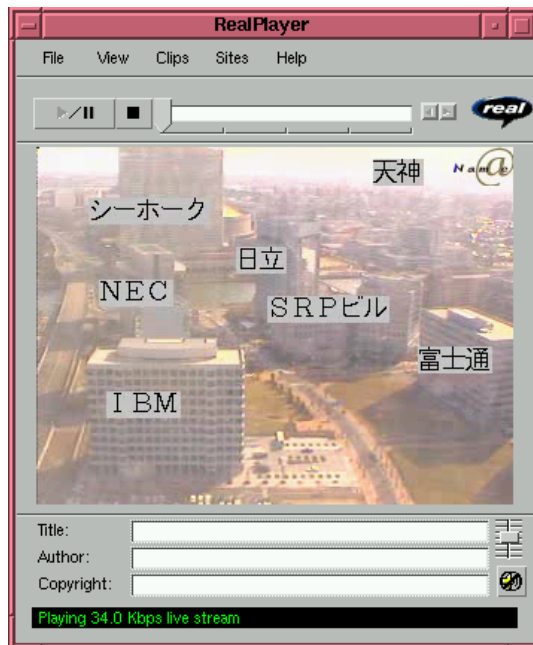 RealPlayer
File View Clips Sites Help
real
天神
Name
シーホーク
日立
ＮＥＣ
ＳＲＰビル
富士通
ＩＢＭ
Title:
Author:
Copyright:
Playing 34.0 Kbps live stream